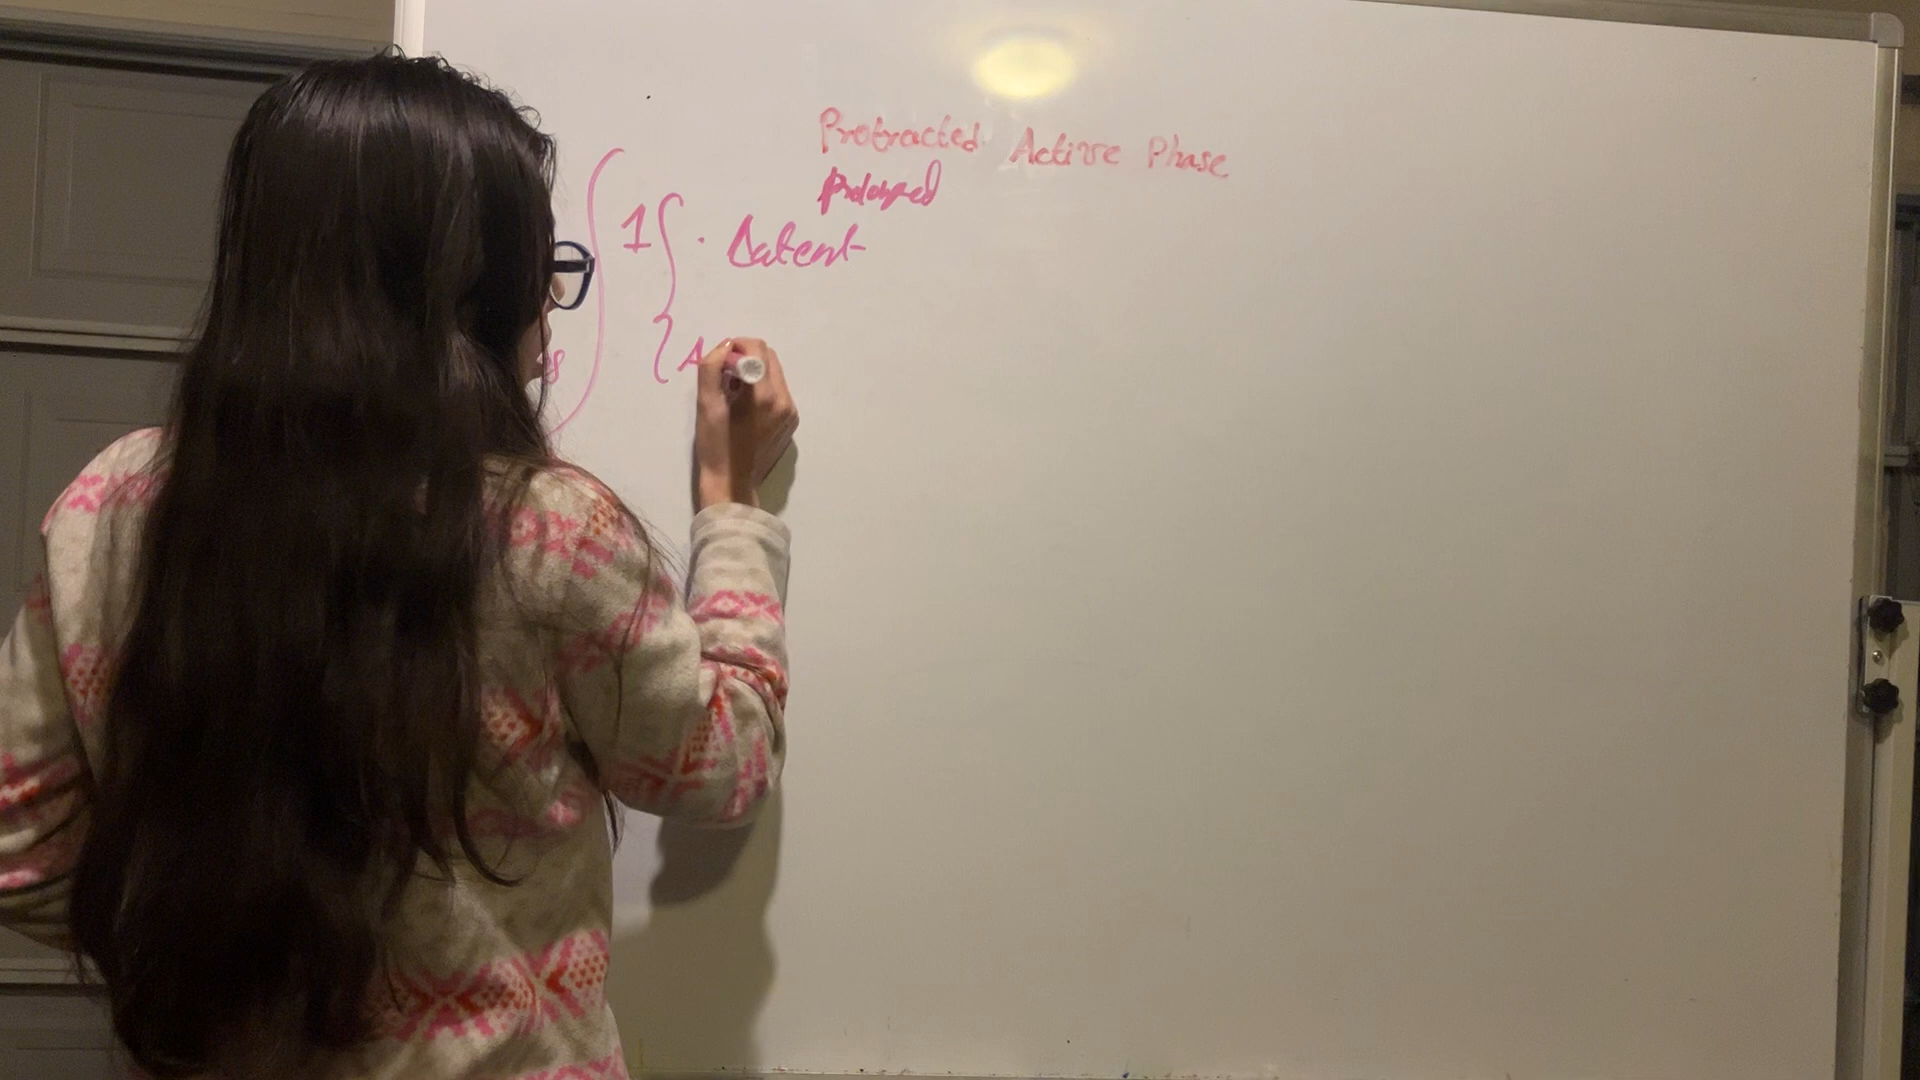 Protracted Active Phase
Prolonged
1 . Latent
A